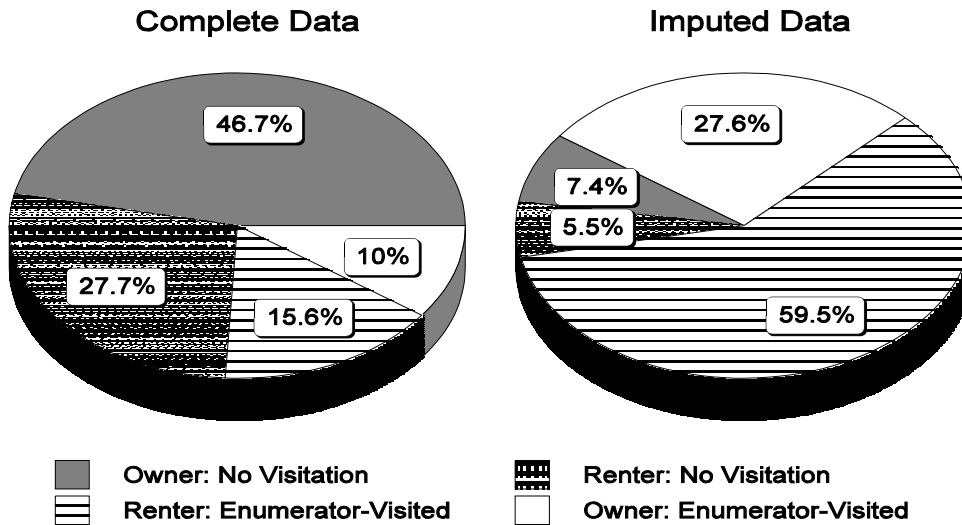 Complete Data
Imputed Data
46.7%
10%
27.7%
15.6%
27.6%
7.4%
5.5%
59.5%
Owner: No Visitation
Renter: No Visitation
Renter: Enumerator-Visited
Owner: Enumerator-Visited